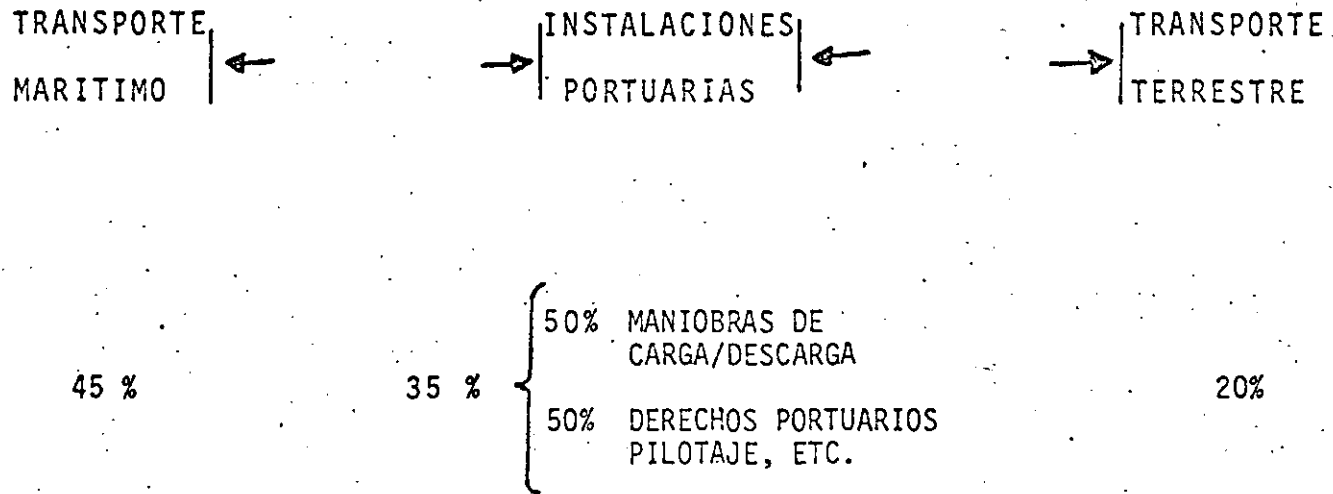 TRANSPORTE
MARITIMO
INSTALACIONES
PORTUARIAS
TRANSPORTE
TERRESTRE
45 %
35 %
50% MANIOBRAS DE
CARGA/DESCARGA
50% DERECHOS PORTUARIOS
PILOTAJE, ETC.
20%